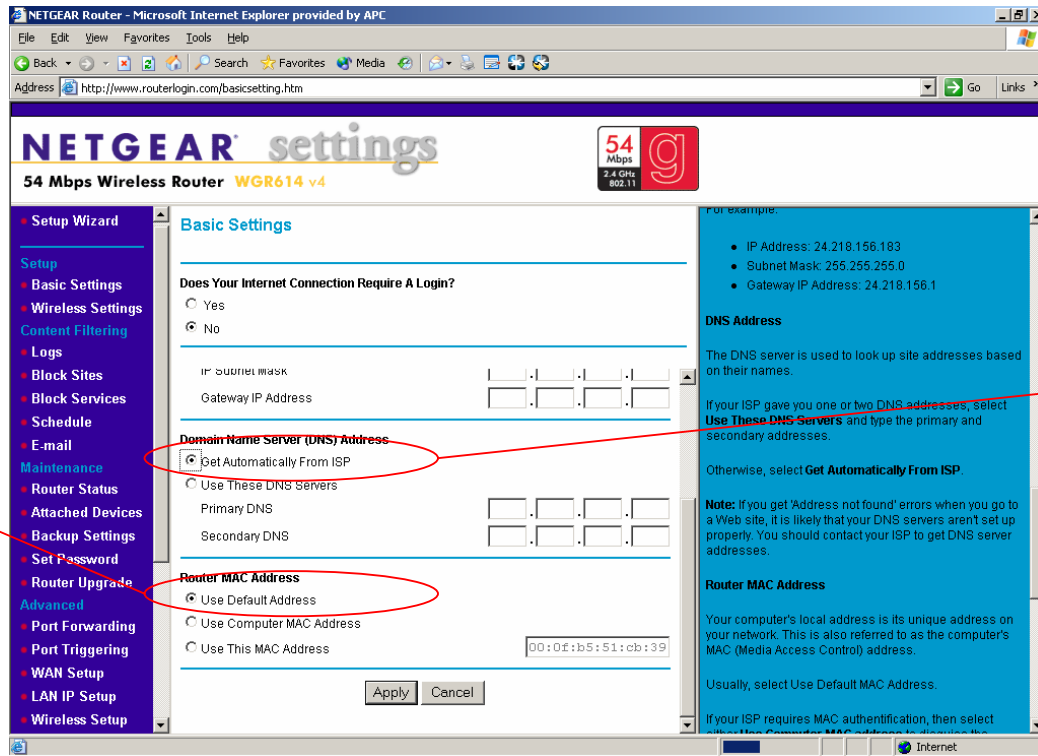 NETGEAR Router - Microsoft Internet Explorer provided by APC
File Edit View Favorites Tools Help
Back Search Favorites Media
Address http://www.routerlogin.com/basicsetting.htm Go Links
NETGEAR settings
54 Mbps Wireless Router WGR614 v4
54
Mbps
2.4 GHz
802.11
g
Setup Wizard
Setup
Basic Settings
Wireless Settings
Content Filtering
Logs
Block Sites
Block Services
Schedule
E-mail
Maintenance
Router Status
Attached Devices
Backup Settings
Set Password
Router Upgrade
Advanced
Port Forwarding
Port Triggering
WAN Setup
LAN IP Setup
Wireless Setup
Basic Settings
Does Your Internet Connection Require A Login?
Yes
No
IP Subnet Mask . . .
Gateway IP Address . . .
Domain Name Server (DNS) Address
Get Automatically From ISP
Use These DNS Servers
Primary DNS . . .
Secondary DNS . . .
Router MAC Address
Use Default Address
Use Computer MAC Address
Use This MAC Address 00:0f:b5:51:cb:39
Apply Cancel
For example:
• IP Address: 24.218.156.183
• Subnet Mask: 255.255.255.0
• Gateway IP Address: 24.218.156.1
DNS Address
The DNS server is used to look up site addresses based
on their names.
If your ISP gave you one or two DNS addresses, select
Use These DNS Servers and type the primary and
secondary addresses.
Otherwise, select Get Automatically From ISP.
Note: If you get 'Address not found' errors when you go to
a Web site, it is likely that your DNS servers aren't set up
properly. You should contact your ISP to get DNS server
addresses.
Router MAC Address
Your computer's local address is its unique address on
your network. This is also referred to as the computer's
MAC (Media Access Control) address.
Usually, select Use Default MAC Address.
If your ISP requires MAC authentification, then select
either Use Computer MAC address to disguise the
Internet